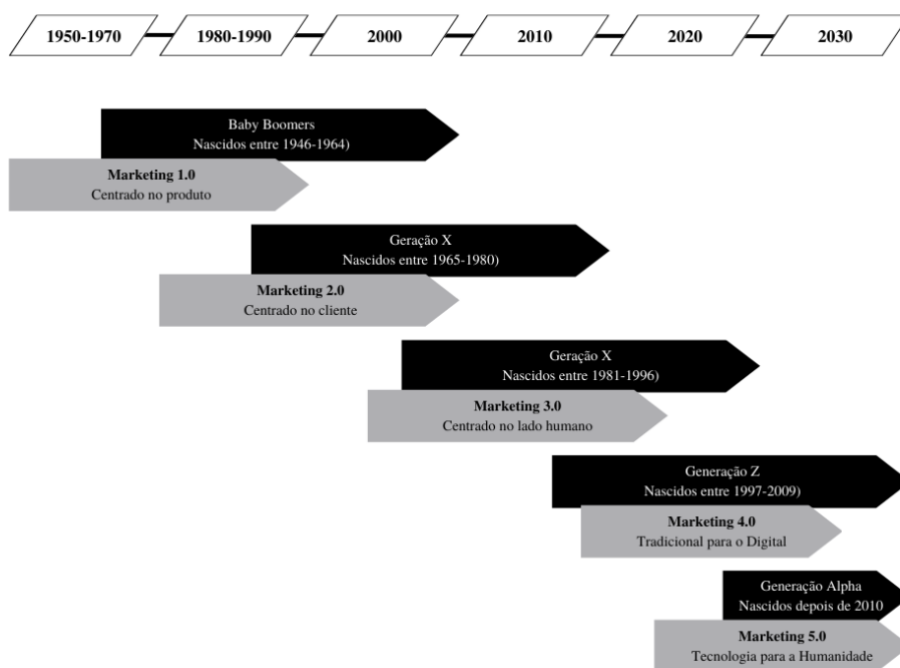 1950-1970
1980-1990
2000
2010
2020
2030
Baby Boomers
Nascidos entre 1946-1964)
Marketing 1.0
Centrado no produto
Geração X
Nascidos entre 1965-1980)
Marketing 2.0
Centrado no cliente
Geração X
Nascidos entre 1981-1996)
Marketing 3.0
Centrado no lado humano
Generação Z
Nascidos entre 1997-2009)
Marketing 4.0
Tradicional para o Digital
Generação Alpha
Nascidos depois de 2010
Marketing 5.0
Tecnologia para a Humanidade